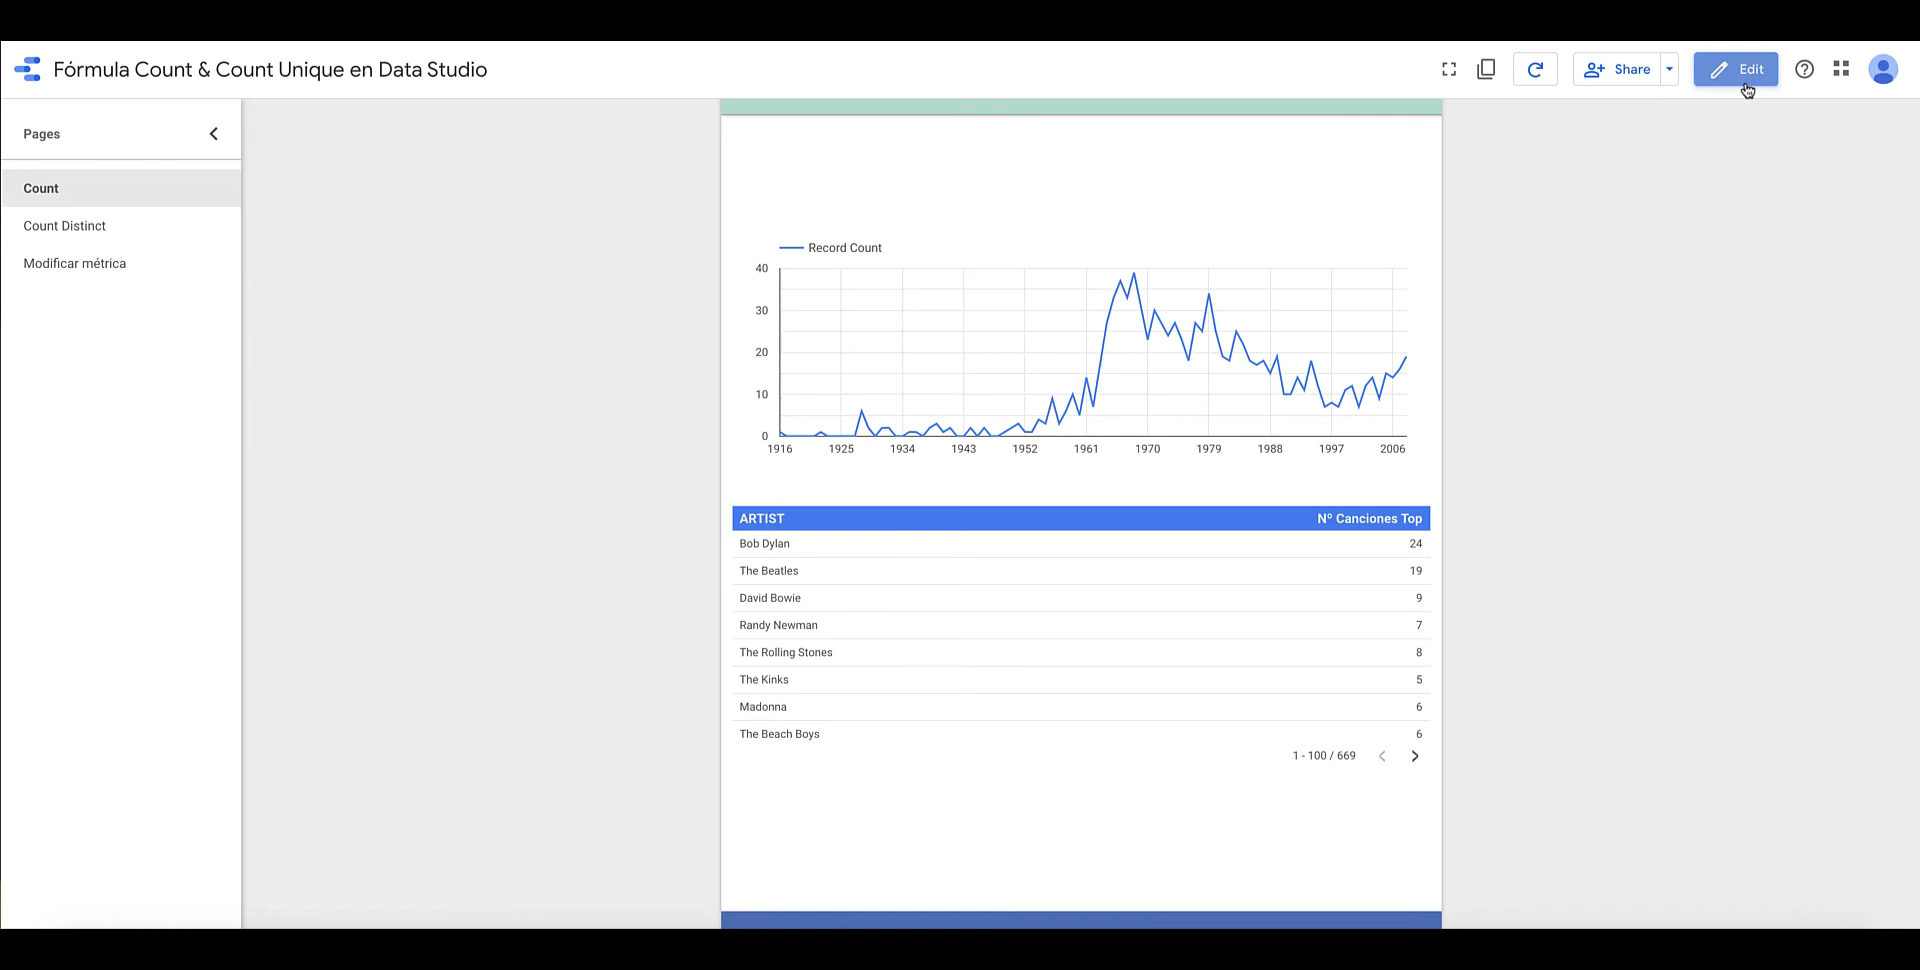 Fórmula Count & Count Unique en Data Studio
Share
Edit
Pages
Count
Count Distinct
Modificar métrica
Record Count
40
30
20
10
0
1916 1925 1934 1943 1952 1961 1970 1979 1988 1997 2006
ARTIST Nº Canciones Top
Bob Dylan 24
The Beatles 19
David Bowie 9
Randy Newman 7
The Rolling Stones 8
The Kinks 5
Madonna 6
The Beach Boys 6
1 - 100 / 669